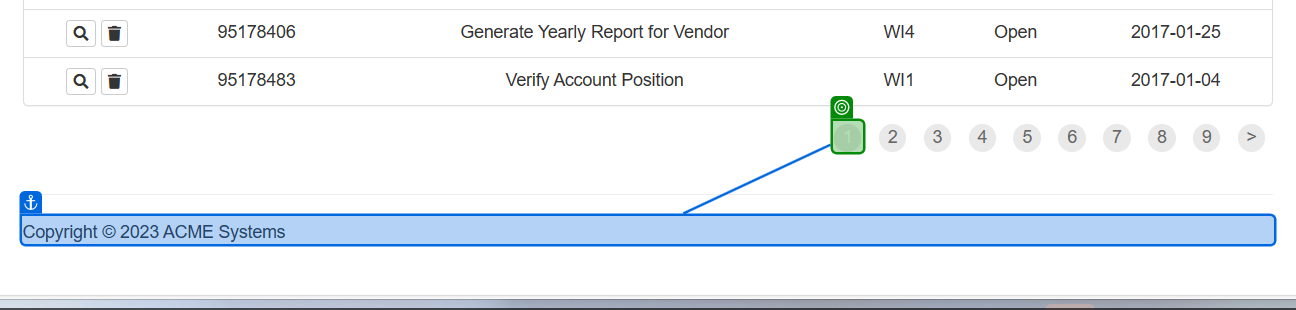 95178406 Generate Yearly Report for Vendor WI4 Open 2017-01-25
95178483 Verify Account Position WI1 Open 2017-01-04
1 2 3 4 5 6 7 8 9 >
Copyright © 2023 ACME Systems